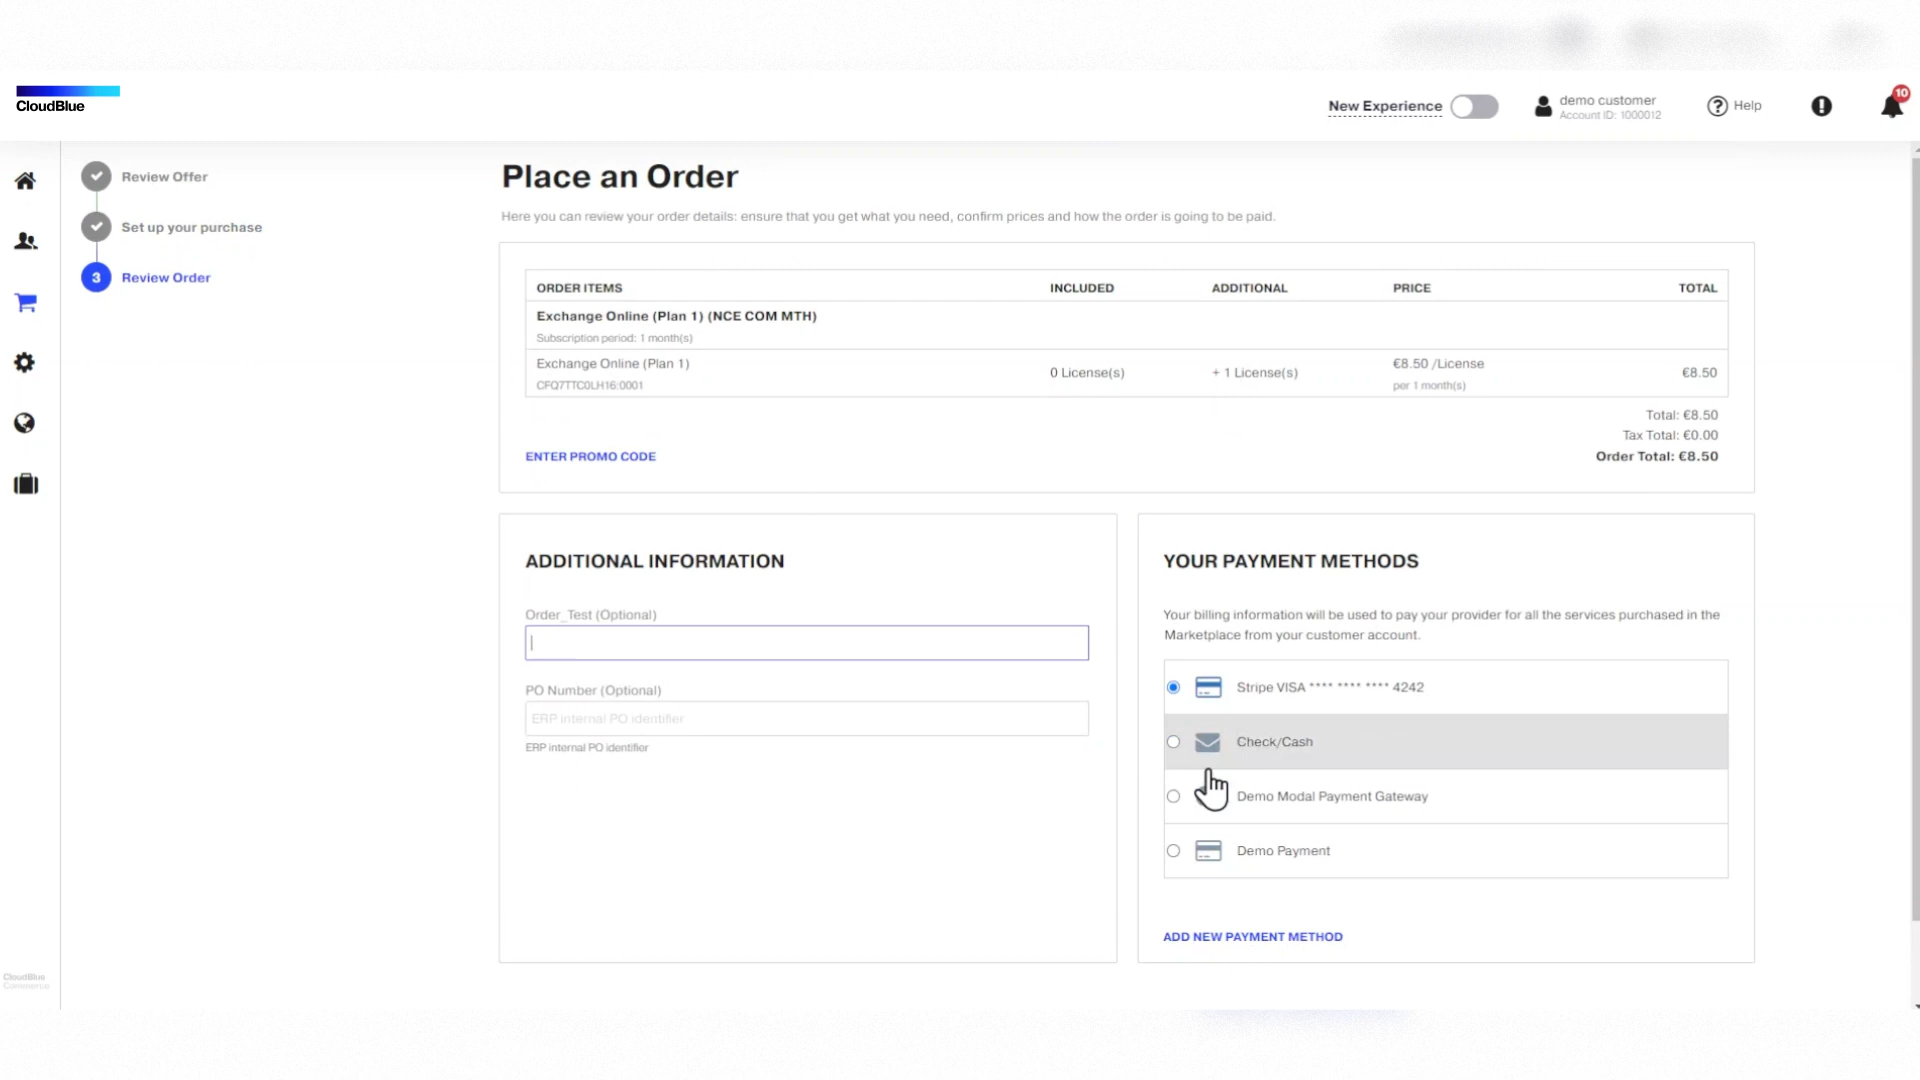 CloudBlue
New Experience
demo customer
Account ID: 1000012
Help
10
Review Offer
Set up your purchase
3 Review Order
Place an Order
Here you can review your order details: ensure that you get what you need, confirm prices and how the order is going to be paid.
ORDER ITEMS INCLUDED ADDITIONAL PRICE TOTAL
Exchange Online (Plan 1) (NCE COM MTH)
Subscription period: 1 month(s)
Exchange Online (Plan 1) 0 License(s) + 1 License(s) €8.50 /License €8.50
CFQ7TTC0LH16:0001 per 1 month(s)
Total: €8.50
Tax Total: €0.00
Order Total: €8.50
ENTER PROMO CODE
ADDITIONAL INFORMATION
Order_Test (Optional)
PO Number (Optional)
ERP internal PO identifier
ERP internal PO identifier
YOUR PAYMENT METHODS
Your billing information will be used to pay your provider for all the services purchased in the
Marketplace from your customer account.
Stripe VISA **** **** **** 4242
Check/Cash
Demo Modal Payment Gateway
Demo Payment
ADD NEW PAYMENT METHOD
CloudBlue
Commerce